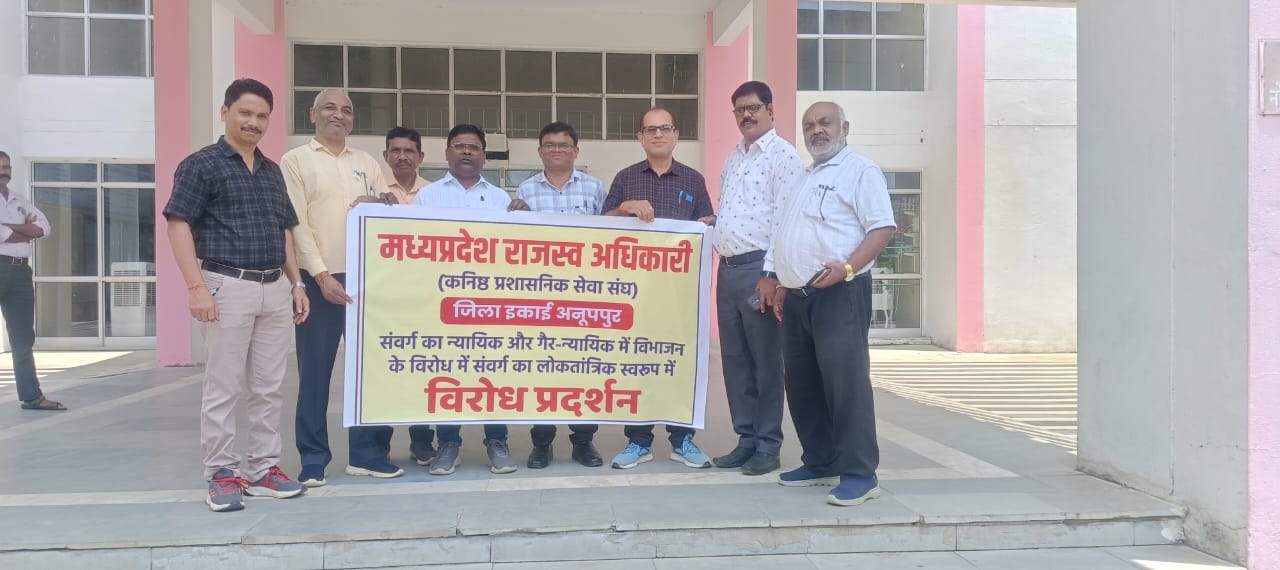 मध्यप्रदेश राजस्व अधिकारी
(कनिष्ठ प्रशासनिक सेवा संघ)
जिला इकाई अनूपपुर
संवर्ग का न्यायिक और गैर-न्यायिक में विभाजन
के विरोध में संवर्ग का लोकतांत्रिक स्वरूप में
विरोध प्रदर्शन